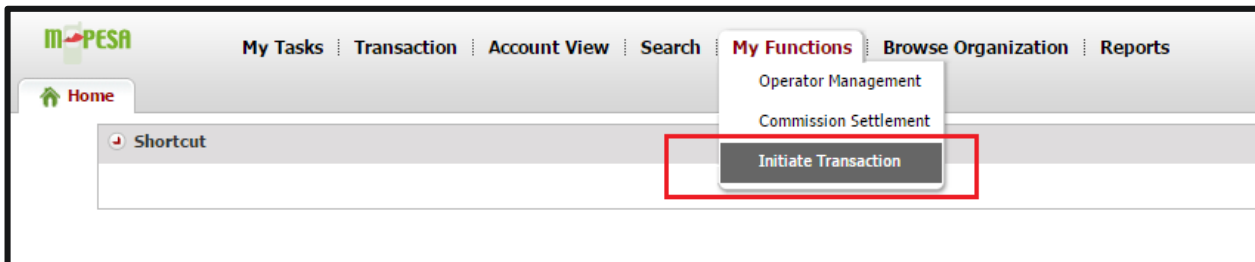 m-PESA
My Tasks Transaction Account View Search My Functions Browse Organization Reports
Operator Management
Home
Commission Settlement
Shortcut
Initiate Transaction